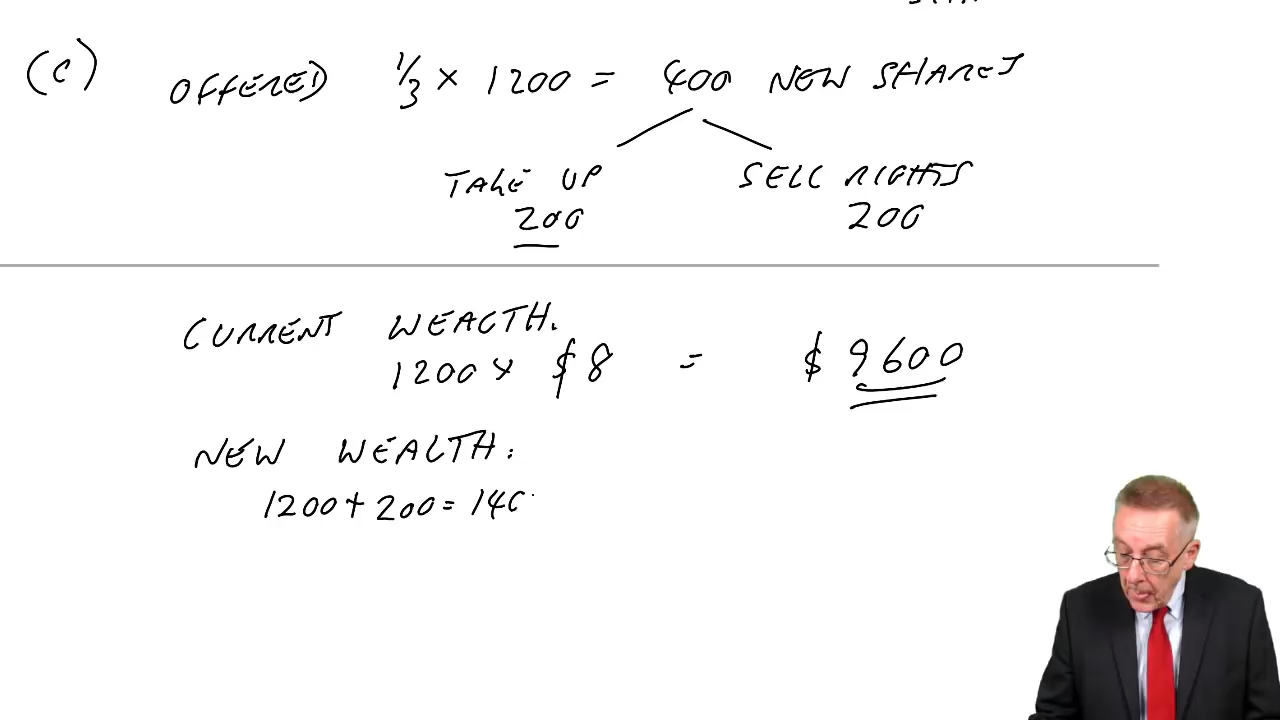 (C) OFFERED 1/3 × 1200 = 400 NEW SHARES
TAKE UP SELL RIGHTS
200 200
CURRENT WEALTH.
1200 × $8 = $9600
NEW WEALTH:
1200 + 200 = 140